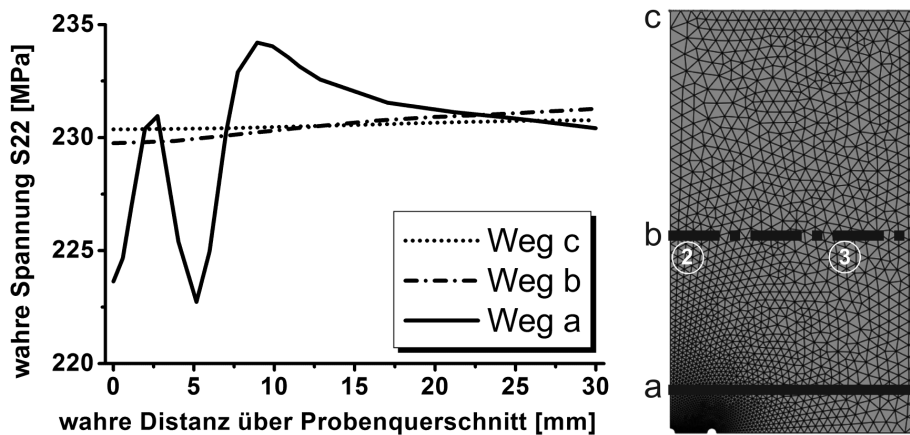 wahre Spannung S22 [MPa]
235
230
225
220
Weg c
Weg b
Weg a
0
5
10
15
20
25
30
wahre Distanz über Probenquerschnitt [mm]
c
b
2
3
a